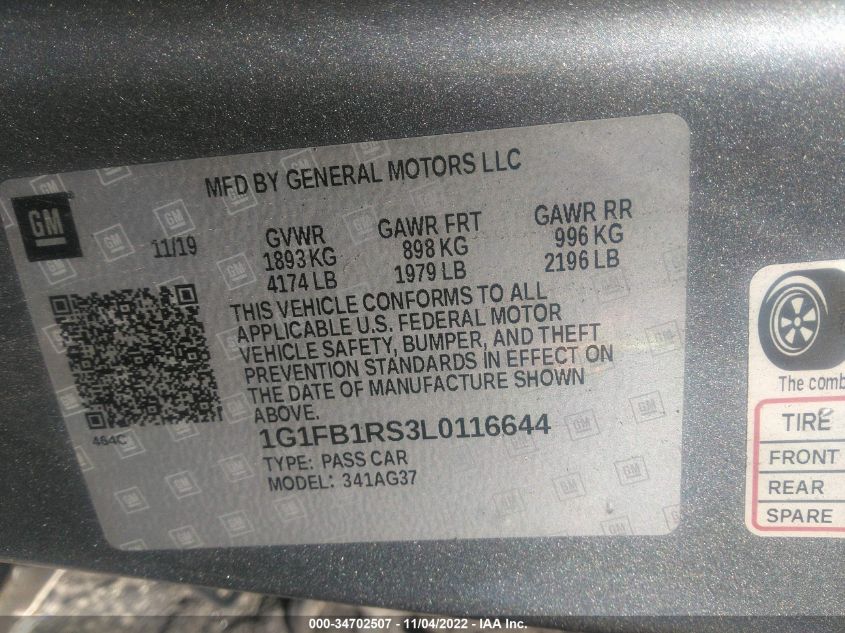 MFD BY GENERAL MOTORS LLC
GM
11/19
GVWR
1893 KG
4174 LB
GAWR FRT
898 KG
1979 LB
GAWR RR
996 KG
2196 LB
THIS VEHICLE CONFORMS TO ALL
APPLICABLE U.S. FEDERAL MOTOR
VEHICLE SAFETY, BUMPER, AND THEFT
PREVENTION STANDARDS IN EFFECT ON
THE DATE OF MANUFACTURE SHOWN
ABOVE.
464C
1G1FB1RS3L0116644
TYPE: PASS CAR
MODEL: 341AG37
The comb
TIRE
FRONT
REAR
SPARE
000-34702507 - 11/04/2022 - IAA Inc.